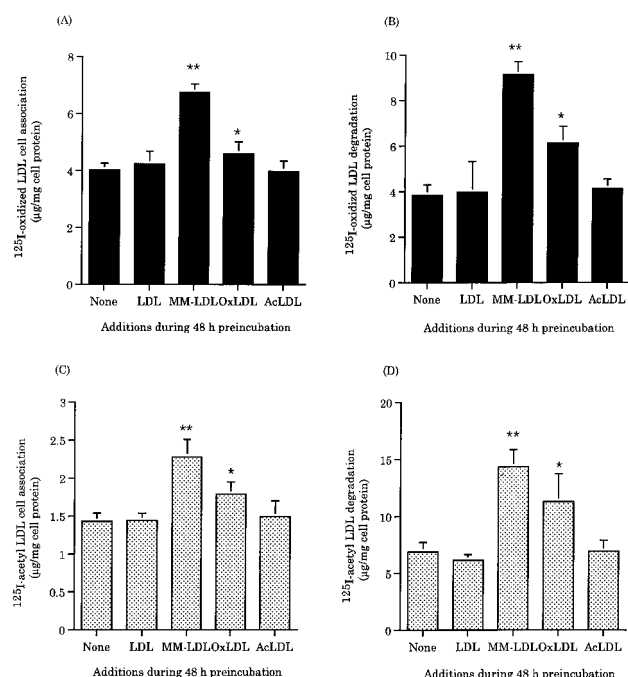 (A)
8
**
6
*
4
2
0
125I-oxidized LDL cell association
(µg/mg cell protein)
None LDL MM-LDL OxLDL AcLDL
Additions during 48 h preincubation
(B)
10
**
8
*
6
4
2
0
125I-oxidizd LDL degradation
(µg/mg cell protein)
None LDL MM-LDL OxLDL AcLDL
Additions during 48 h preincubation
(C)
3
2.5
**
2
*
1.5
1
0.5
0
125I-acetyl LDL cell association
(µg/mg cell protein)
None LDL MM-LDL OxLDL AcLDL
Additions during 48 h preincubation
(D)
20
**
15
*
10
5
0
125I-acetyl LDL degradation
(µg/mg cell protein)
None LDL MM-LDL OxLDL AcLDL
Additions during 48 h preincubation